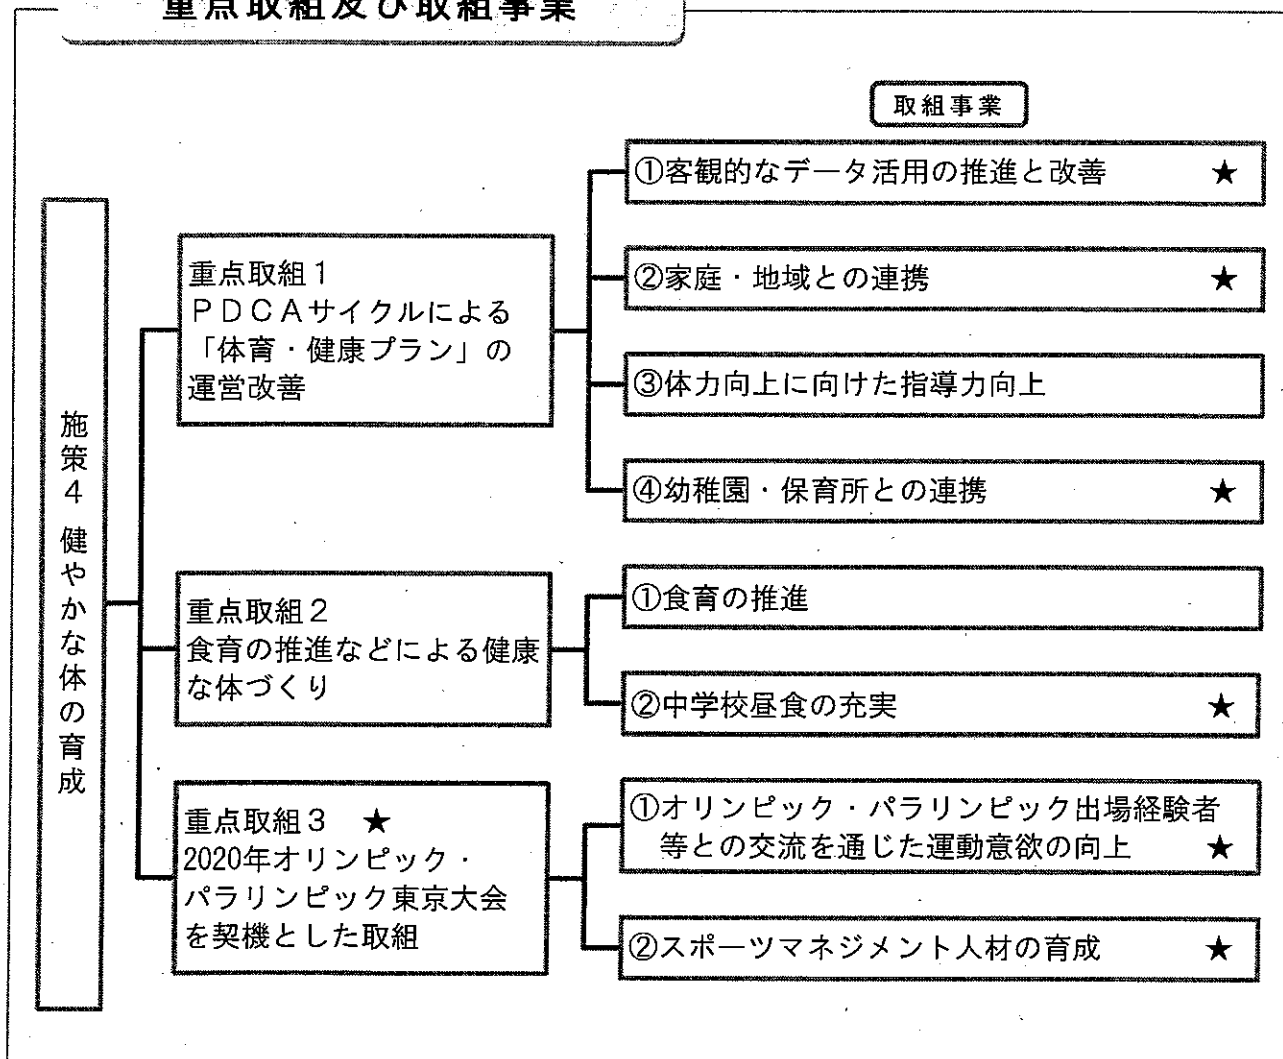 重点取組及び取組事業
取組事業
施策４ 健やかな体の育成
重点取組１
ＰＤＣＡサイクルによる
「体育・健康プラン」の
運営改善
①客観的なデータ活用の推進と改善 ★
②家庭・地域との連携 ★
③体力向上に向けた指導力向上
④幼稚園・保育所との連携 ★
重点取組２
食育の推進などによる健康
な体づくり
①食育の推進
②中学校昼食の充実 ★
重点取組３ ★
2020年オリンピック・
パラリンピック東京大会
を契機とした取組
①オリンピック・パラリンピック出場経験者
等との交流を通じた運動意欲の向上 ★
②スポーツマネジメント人材の育成 ★